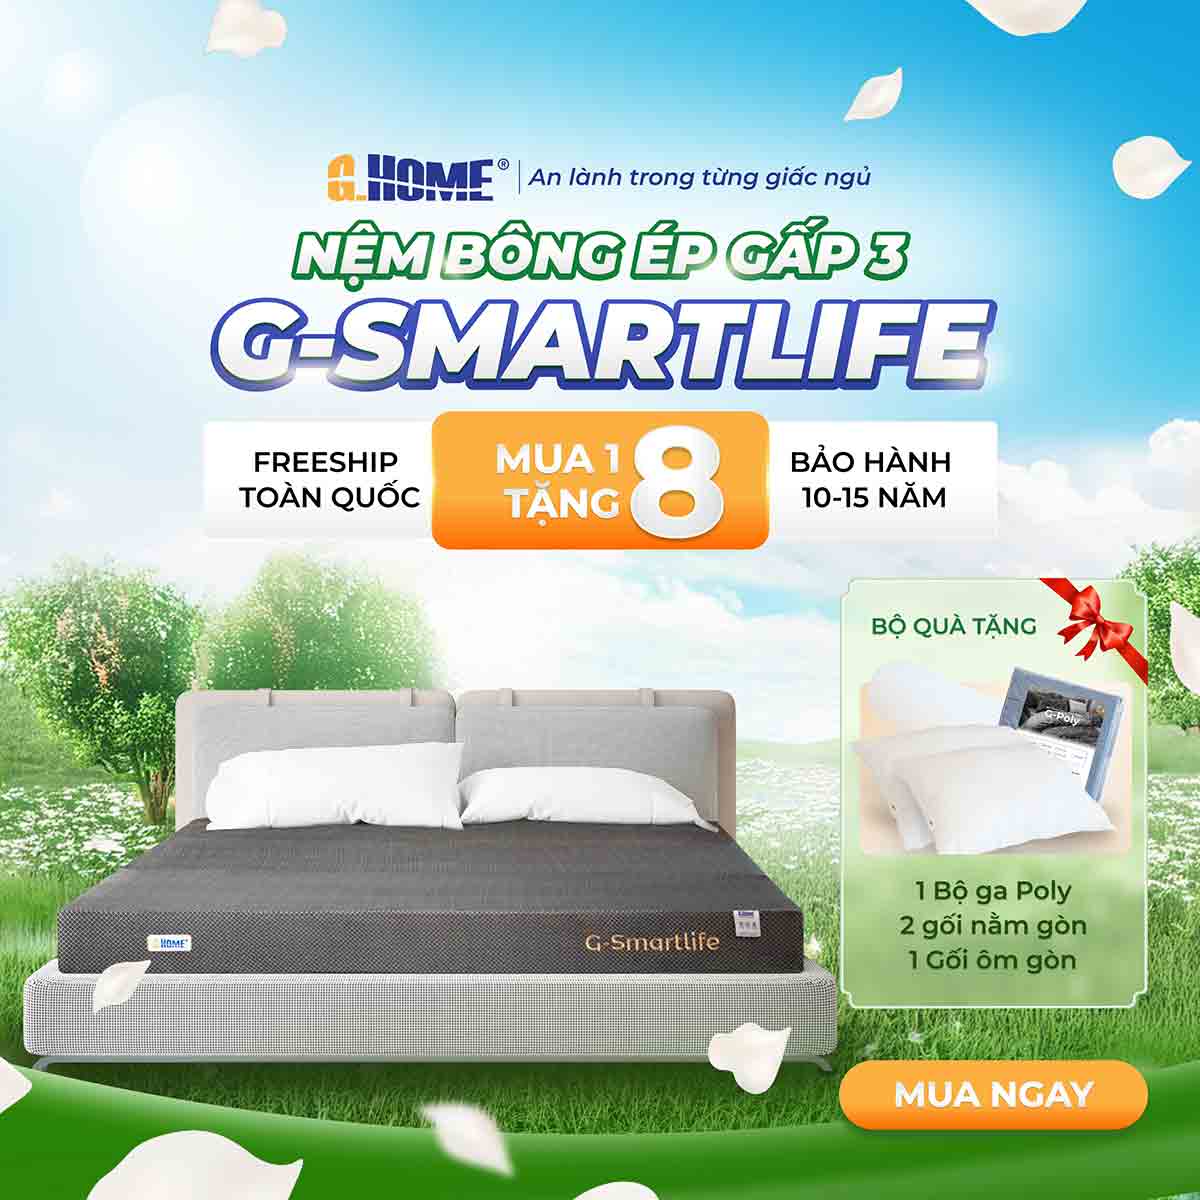 G.HOME®
An lành trong từng giấc ngủ
NỆM BÔNG ÉP GẤP 3
G-SMARTLIFE
FREESHIP
TOÀN QUỐC
MUA 1
TẶNG
8
BẢO HÀNH
10-15 NĂM
BỘ QUÀ TẶNG
G-Poly
1 Bộ ga Poly
2 gối nằm gòn
1 Gối ôm gòn
G.HOME®
G-Smartlife
MUA NGAY